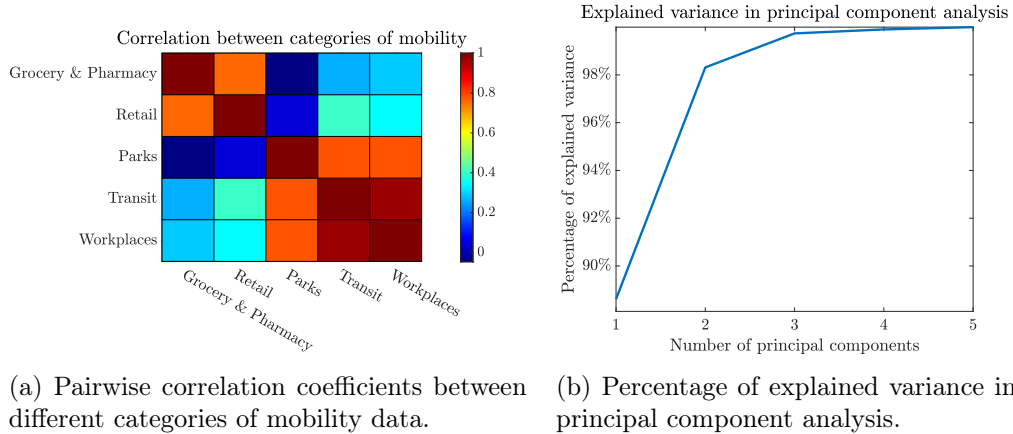 Correlation between categories of mobility
Grocery & Pharmacy
Retail
Parks
Transit
Workplaces
Grocery & Pharmacy
Retail
Parks
Transit
Workplaces
1
0.8
0.6
0.4
0.2
0
(a) Pairwise correlation coefficients between
different categories of mobility data.
Explained variance in principal component analysis
Percentage of explained variance
98%
96%
94%
92%
90%
1
2
3
4
5
Number of principal components
(b) Percentage of explained variance in
principal component analysis.